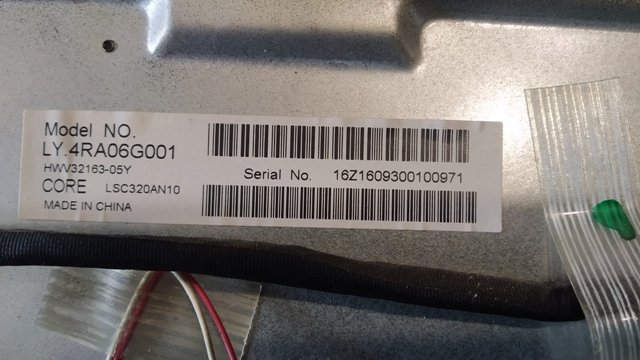 Model NO.
LY.4RA06G001
HWV32163-05Y
CORE LSC320AN10
MADE IN CHINA
Serial No. 16Z1609300100971